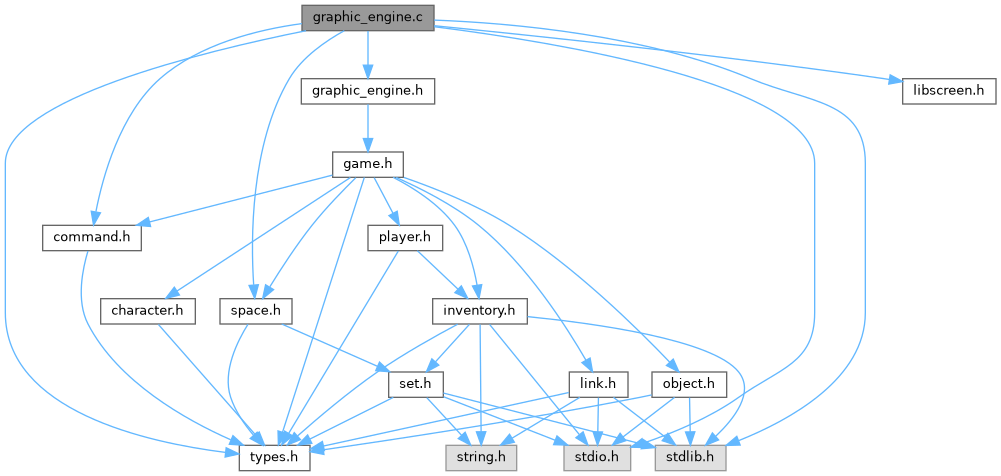 graphic_engine.c
graphic_engine.h
libscreen.h
game.h
command.h
player.h
character.h
space.h
inventory.h
set.h
link.h
object.h
types.h
string.h
stdio.h
stdlib.h